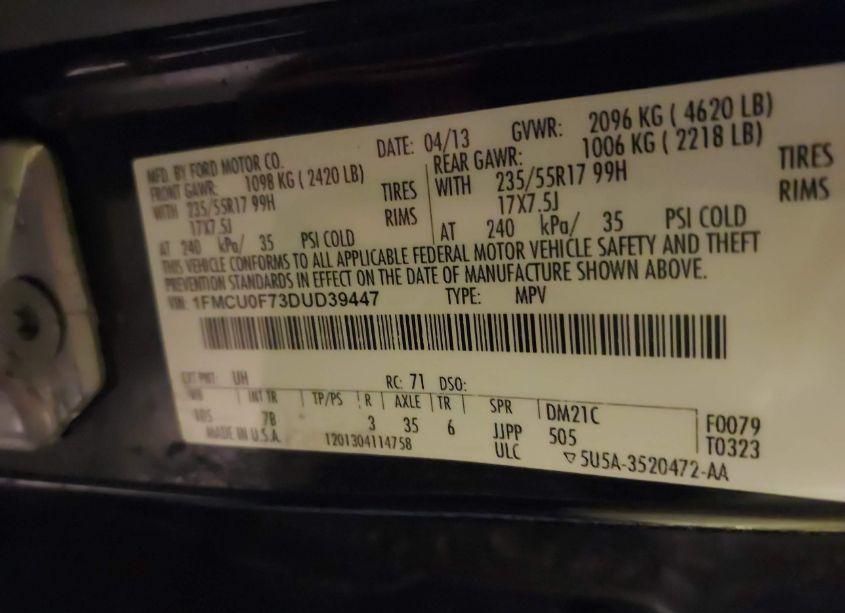 MFD. BY FORD MOTOR CO. DATE: 04/13 GVWR: 2096 KG ( 4620 LB)
FRONT GAWR: 1098 KG ( 2420 LB) REAR GAWR: 1006 KG ( 2218 LB)
WITH 235/55R17 99H TIRES WITH 235/55R17 99H TIRES
17X7.5J RIMS 17X7.5J RIMS
AT 240 kPa/ 35 PSI COLD AT 240 kPa/ 35 PSI COLD
THIS VEHICLE CONFORMS TO ALL APPLICABLE FEDERAL MOTOR VEHICLE SAFETY AND THEFT
PREVENTION STANDARDS IN EFFECT ON THE DATE OF MANUFACTURE SHOWN ABOVE.
VIN: 1FMCU0F73DUD39447 TYPE: MPV
EXT PNT: UH RC: 71 DSO:
WB INT TR TP/PS R AXLE TR SPR DM21C F0079
105 7B 3 35 6 JJPP 505 T0323
MADE IN U.S.A. 1201304114758 ULC ▽5U5A-3520472-AA